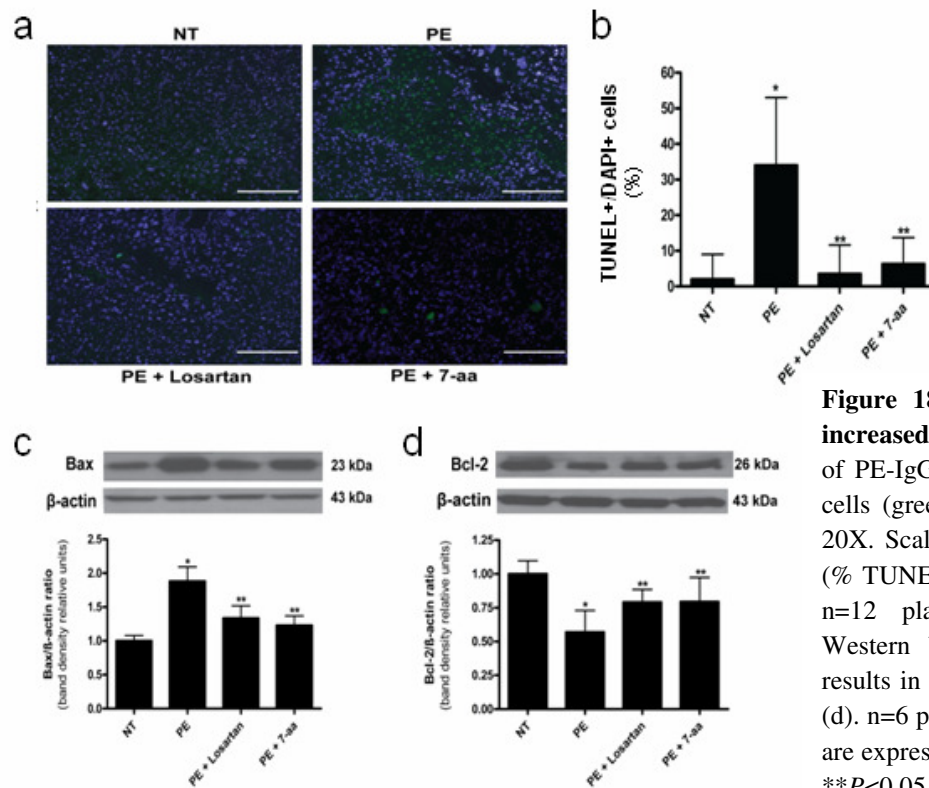 a
NT
PE
PE + Losartan
PE + 7-aa
b
TUNEL+/DAPI+ cells
(%)
60
50
40
30
20
10
0
*
**
**
NT
PE
PE + Losartan
PE + 7-aa
c
Bax
23 kDa
β-actin
43 kDa
Bax/ß-actin ratio
(band density relative units)
2.5
2.0
1.5
1.0
0.5
0.0
*
**
**
NT
PE
PE + Losartan
PE + 7-aa
d
Bcl-2
26 kDa
β-actin
43 kDa
Bcl-2/ß-actin ratio
(band density relative units)
1.25
1.00
0.75
0.50
0.25
0.00
*
**
**
NT
PE
PE + Losartan
PE + 7-aa
Figure 18
increased
of PE-IgG
cells (gree
20X. Scal
(% TUNE
n=12 pla
Western
results in
(d). n=6 p
are expres
**P<0.05